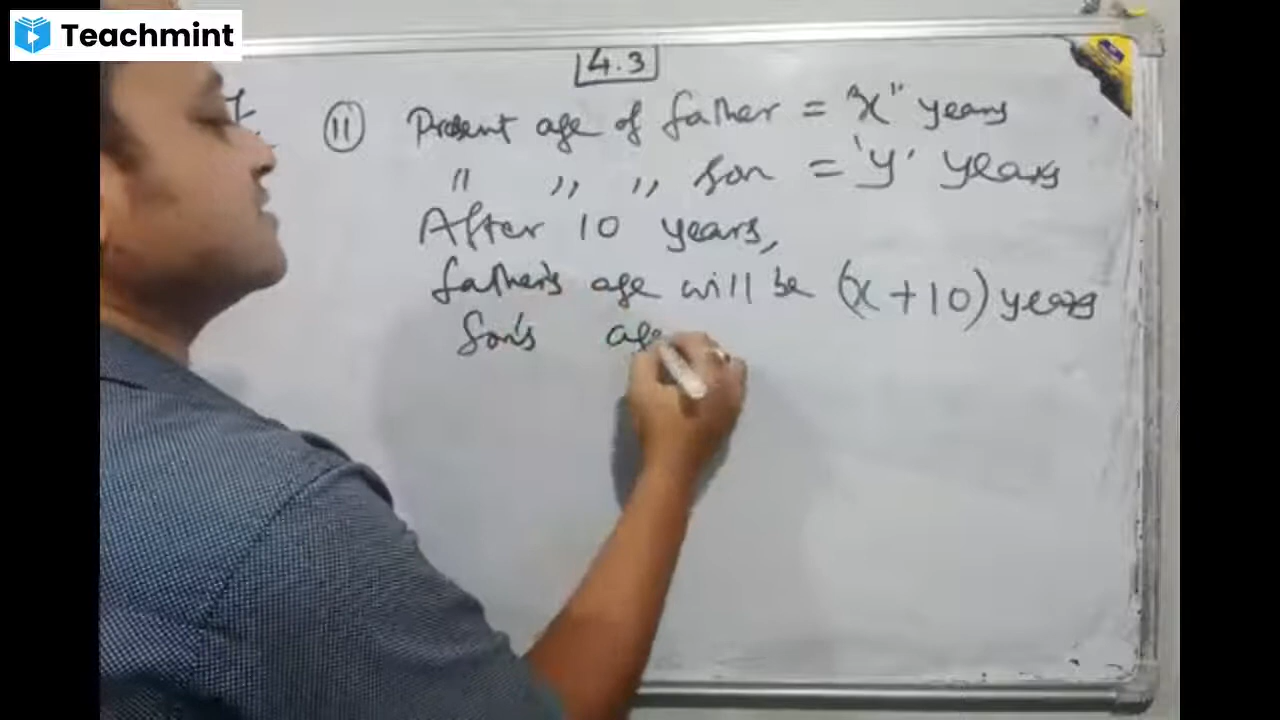 Teachmint
4.3
11 Present age of father = "x" years
" " " son = 'y' years
After 10 years,
father's age will be (x + 10) years
Son's age